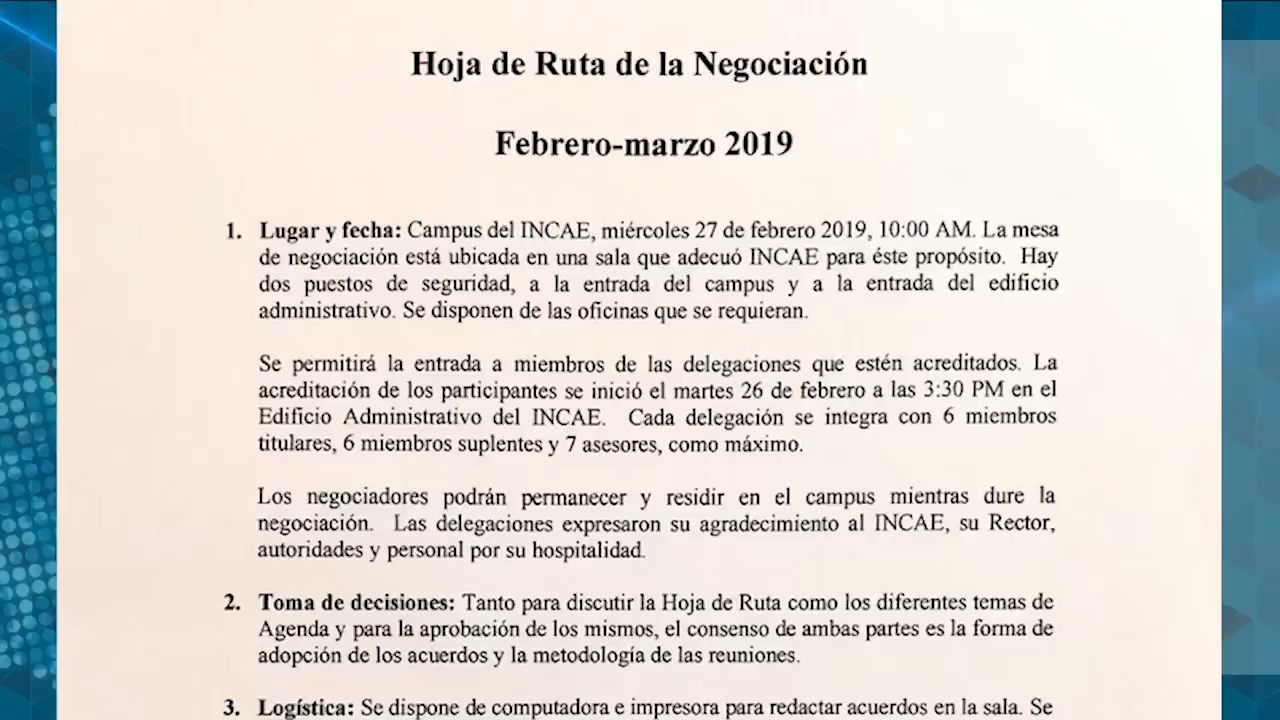 Hoja de Ruta de la Negociación
Febrero-marzo 2019
1. Lugar y fecha: Campus del INCAE, miércoles 27 de febrero 2019, 10:00 AM. La mesa
de negociación está ubicada en una sala que adecuó INCAE para éste propósito. Hay
dos puestos de seguridad, a la entrada del campus y a la entrada del edificio
administrativo. Se disponen de las oficinas que se requieran.
Se permitirá la entrada a miembros de las delegaciones que estén acreditados. La
acreditación de los participantes se inició el martes 26 de febrero a las 3:30 PM en el
Edificio Administrativo del INCAE. Cada delegación se integra con 6 miembros
titulares, 6 miembros suplentes y 7 asesores, como máximo.
Los negociadores podrán permanecer y residir en el campus mientras dure la
negociación. Las delegaciones expresaron su agradecimiento al INCAE, su Rector,
autoridades y personal por su hospitalidad.
2. Toma de decisiones: Tanto para discutir la Hoja de Ruta como los diferentes temas de
Agenda y para la aprobación de los mismos, el consenso de ambas partes es la forma de
adopción de los acuerdos y la metodología de las reuniones.
3. Logística: Se dispone de computadora e impresora para redactar acuerdos en la sala. Se